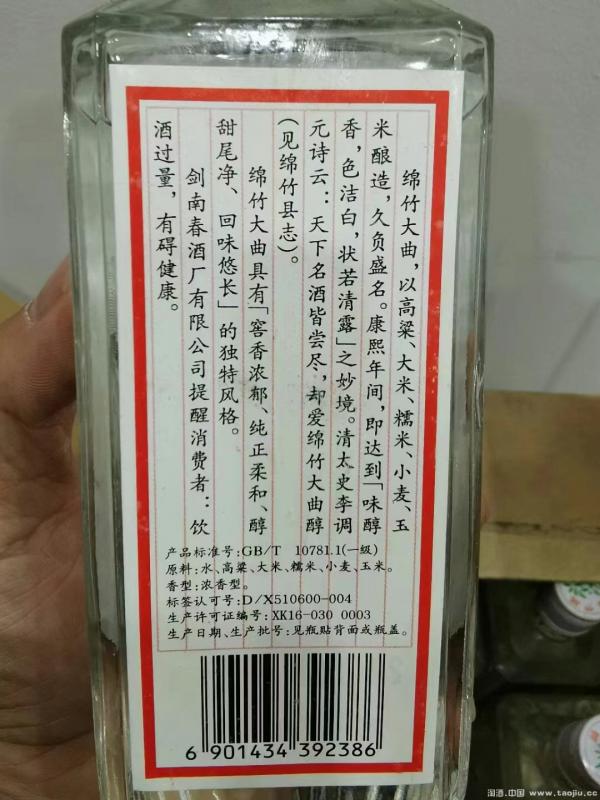 绵竹大曲，以高粱、大米、糯米、小麦、玉
米酿造，久负盛名。康熙年间，即达到「味醇
香，色洁白，状若清露」之妙境。清太史李调
元诗云：天下名酒皆尝尽，却爱绵竹大曲醇
（见绵竹县志）。
绵竹大曲具有「窖香浓郁、纯正柔和、醇
甜尾净、回味悠长」的独特风格。
剑南春酒厂有限公司提醒消费者：饮
酒过量，有碍健康。
产品标准号:GB/T 10781.1(一级)
原料:水、高粱、大米、糯米、小麦、玉米。
香型:浓香型。
标签认可号:D/X510600-004
生产许可证编号:XK16-030 0003
生产日期、生产批号:见瓶贴背面或瓶盖。
6 901434 392386
淘酒.中国 www.taojiu.cc